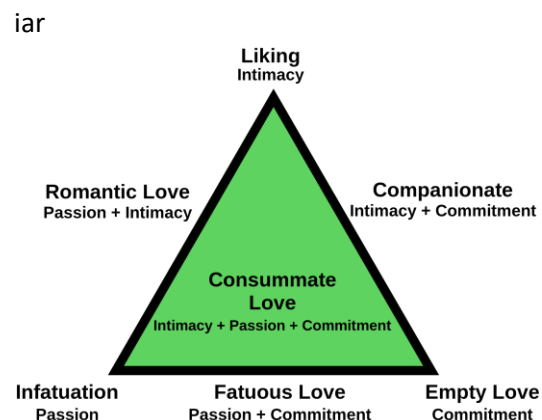 iar
Liking
Intimacy
Romantic Love
Passion + Intimacy
Companionate
Intimacy + Commitment
Consummate
Love
Intimacy + Passion + Commitment
Infatuation
Passion
Fatuous Love
Passion + Commitment
Empty Love
Commitment